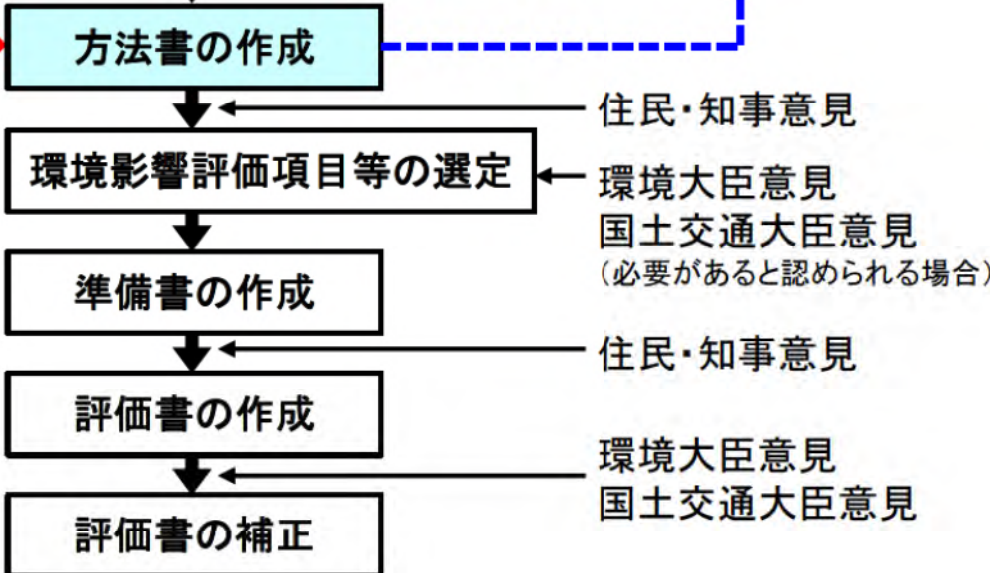 方法書の作成
住民・知事意見
環境影響評価項目等の選定
環境大臣意見
国土交通大臣意見
(必要があると認められる場合)
準備書の作成
住民・知事意見
評価書の作成
環境大臣意見
国土交通大臣意見
評価書の補正